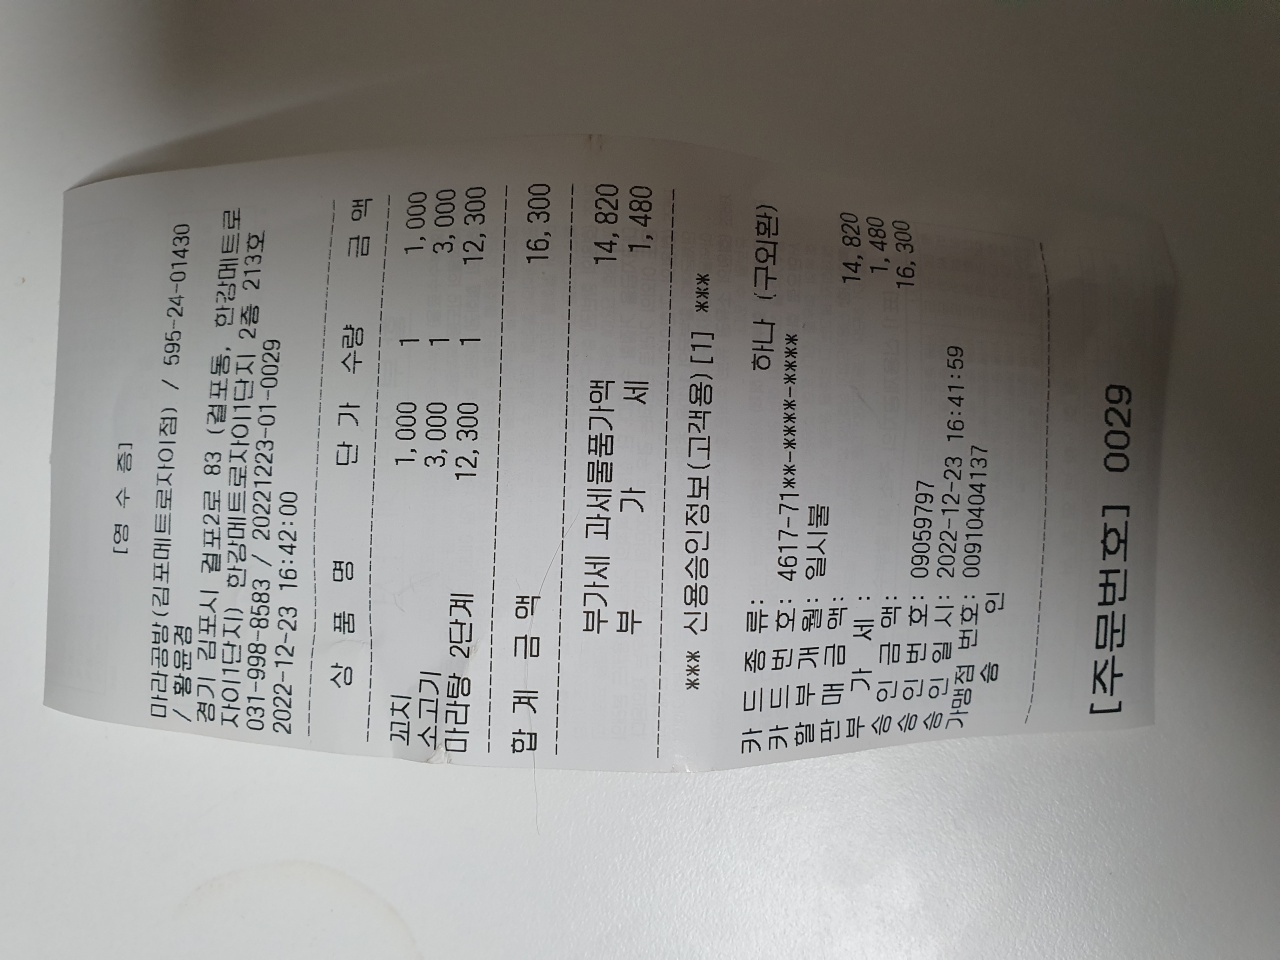 [영 수 증]
마라공방(김포메트로자이점) / 595-24-01430
/ 황윤경
경기 김포시 걸포2로 83 (걸포동, 한강메트로
자이1단지) 한강메트로자이1단지 2층 213호
031-998-8583 / 20221223-01-0029
2022-12-23 16:42:00
상 품 명 단 가 수량 금 액
꼬치 1,000 1 1,000
소고기 3,000 1 3,000
마라탕 2단계 12,300 1 12,300
합 계 금 액 16,300
부가세 과세물품가액 14,820
부 가 세 1,480
*** 신용승인정보(고객용) [1] ***
카 드 종 류: 하나 (구외환)
카 드 번 호: 4617-71**-****-****
할 부 개 월: 일시불
판 매 금 액: 14,820
부 가 세 : 1,480
승 인 금 액: 16,300
승 인 번 호: 09059797
승 인 일 시: 2022-12-23 16:41:59
가맹점 번호: 00910404137
승 인
[주문번호] 0029